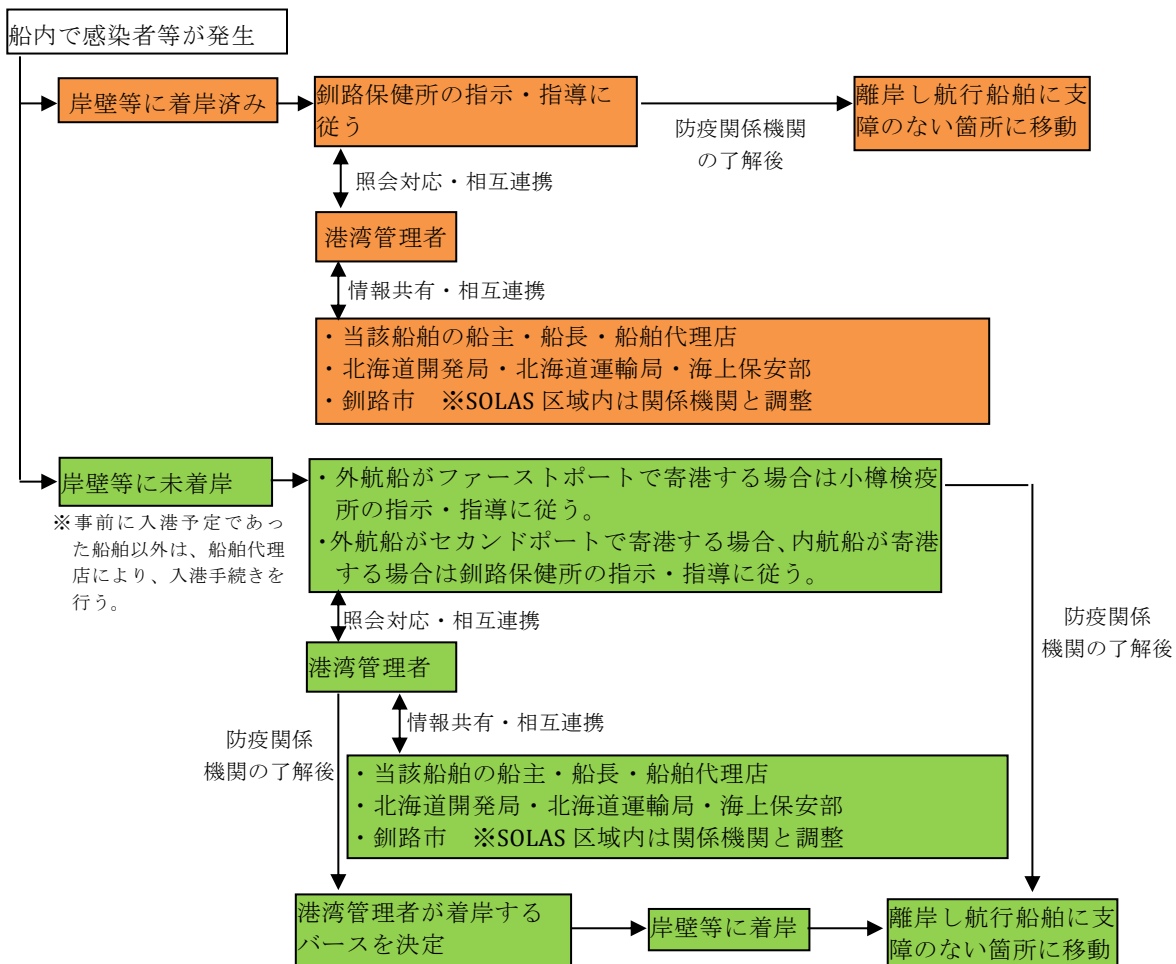 船内で感染者等が発生
岸壁等に着岸済み
釧路保健所の指示・指導に
従う
防疫関係機関
の了解後
離岸し航行船舶に支
障のない箇所に移動
照会対応・相互連携
港湾管理者
情報共有・相互連携
・当該船舶の船主・船長・船舶代理店
・北海道開発局・北海道運輸局・海上保安部
・釧路市　※SOLAS 区域内は関係機関と調整
岸壁等に未着岸
※事前に入港予定であっ
た船舶以外は、船舶代理
店により、入港手続きを
行う。
・外航船がファーストポートで寄港する場合は小樽検疫
所の指示・指導に従う。
・外航船がセカンドポートで寄港する場合、内航船が寄港
する場合は釧路保健所の指示・指導に従う。
照会対応・相互連携
防疫関係
機関の了解後
港湾管理者
情報共有・相互連携
防疫関係
機関の了解後
・当該船舶の船主・船長・船舶代理店
・北海道開発局・北海道運輸局・海上保安部
・釧路市　※SOLAS 区域内は関係機関と調整
港湾管理者が着岸する
バースを決定
岸壁等に着岸
離岸し航行船舶に支
障のない箇所に移動